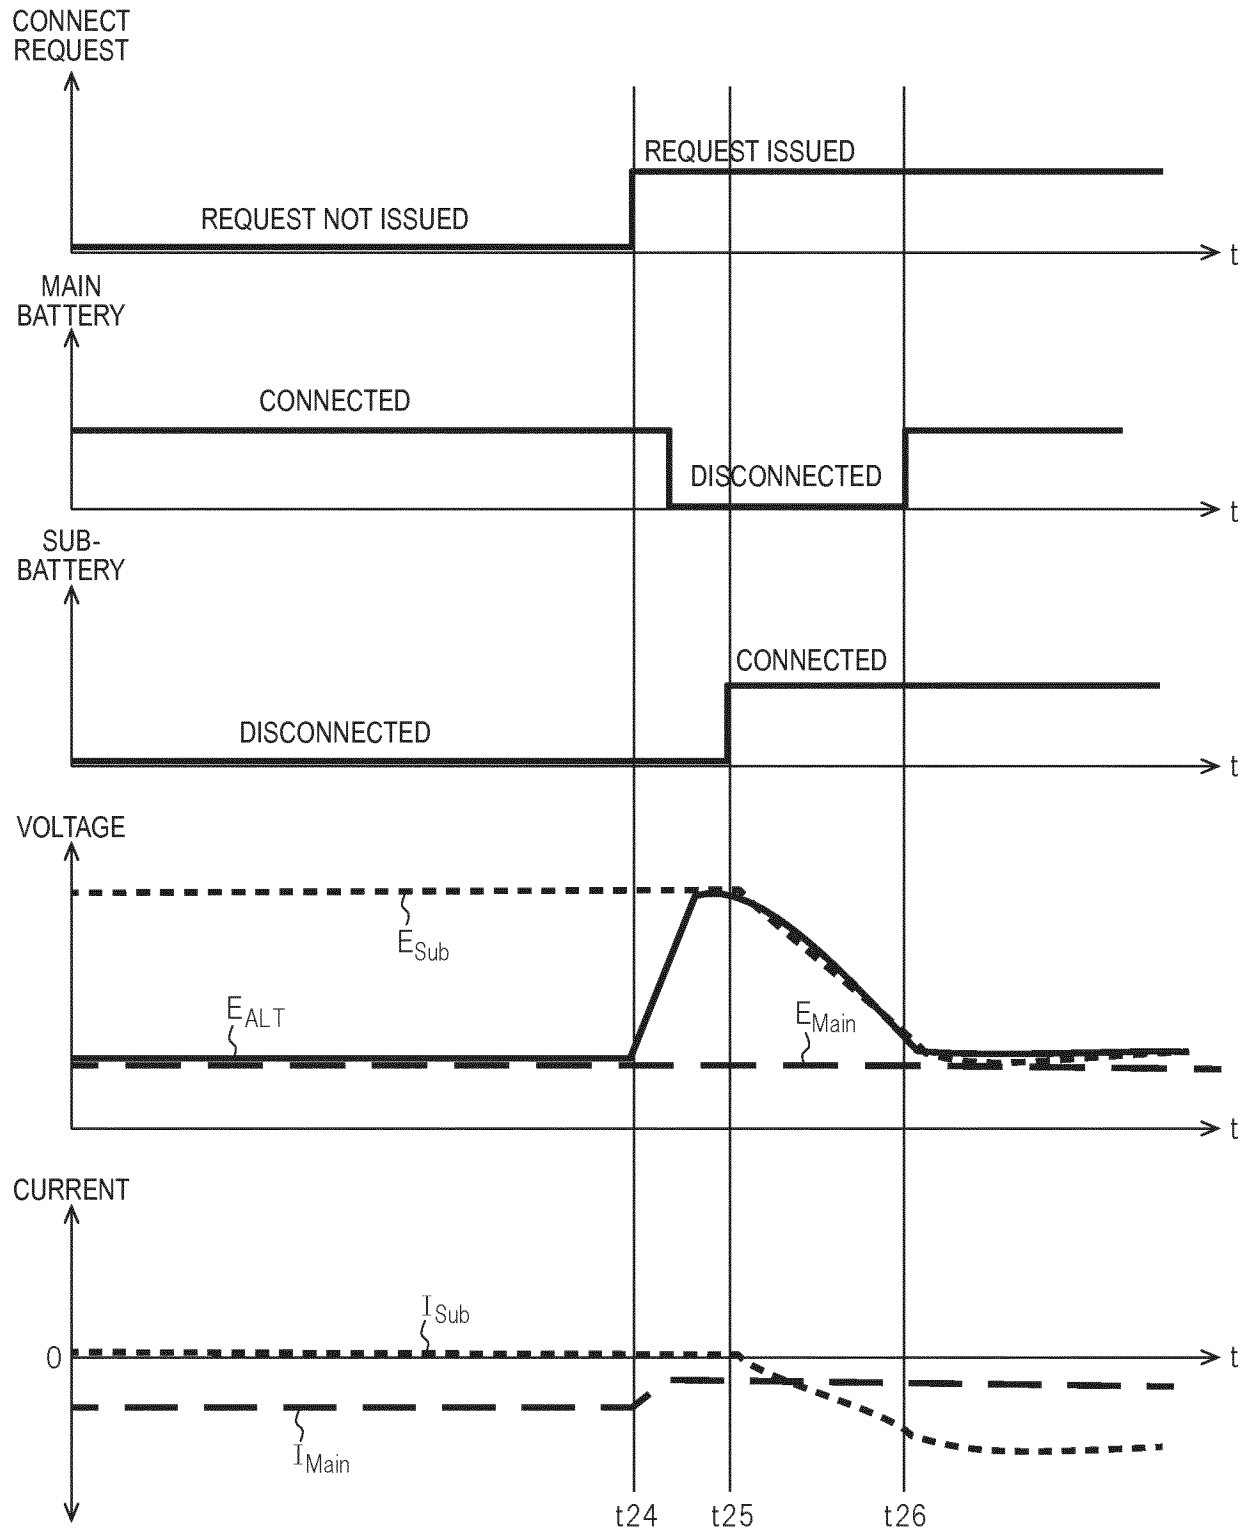 CONNECT
REQUEST
REQUEST ISSUED
REQUEST NOT ISSUED
t
MAIN
BATTERY
CONNECTED
DISCONNECTED
t
SUB-
BATTERY
CONNECTED
DISCONNECTED
t
VOLTAGE
ESub
EALT
EMain
t
CURRENT
ISub
0
t
IMain
t24 t25 t26